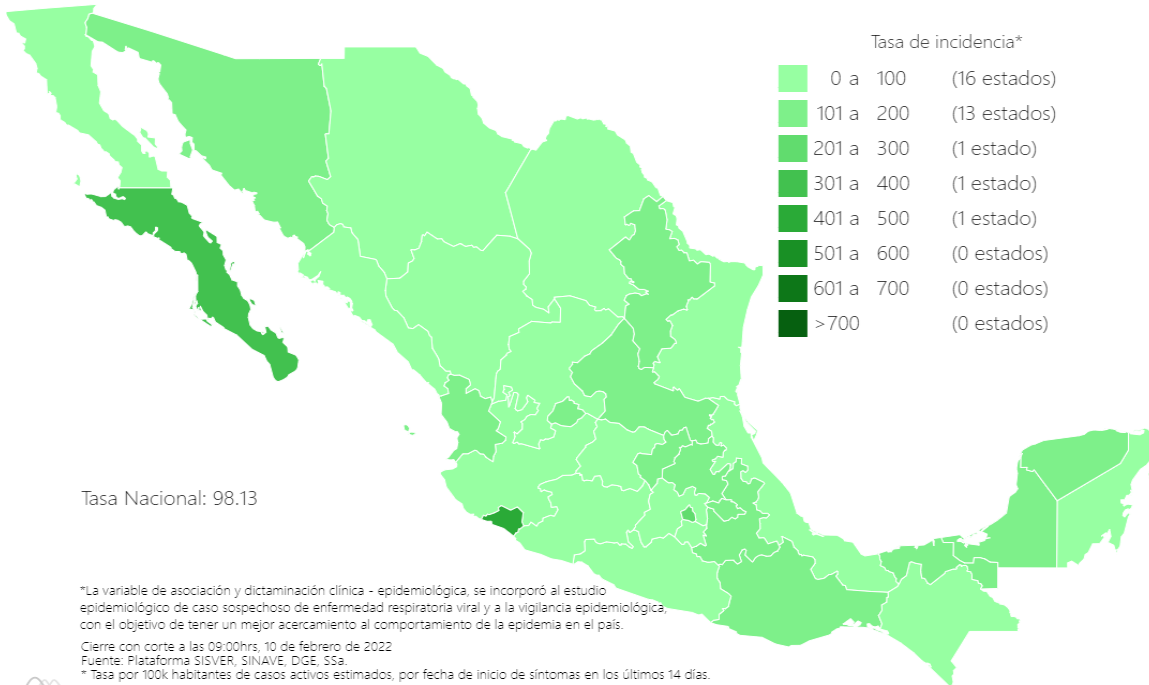 Tasa de incidencia*
0 a 100 (16 estados)
101 a 200 (13 estados)
201 a 300 (1 estado)
301 a 400 (1 estado)
401 a 500 (1 estado)
501 a 600 (0 estados)
601 a 700 (0 estados)
>700 (0 estados)
Tasa Nacional: 98.13
*La variable de asociación y dictaminación clínica - epidemiológica, se incorporó al estudio
epidemiológico de caso sospechoso de enfermedad respiratoria viral y a la vigilancia epidemiológica,
con el objetivo de tener un mejor acercamiento al comportamiento de la epidemia en el país.
Cierre con corte a las 09:00hrs, 10 de febrero de 2022
Fuente: Plataforma SISVER, SINAVE, DGE, SSa.
* Tasa por 100k habitantes de casos activos estimados, por fecha de inicio de síntomas en los últimos 14 días.